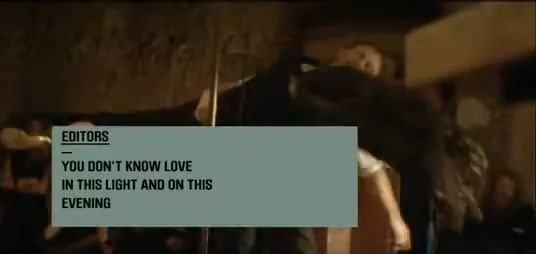 EDITORS
—
YOU DON'T KNOW LOVE
IN THIS LIGHT AND ON THIS
EVENING